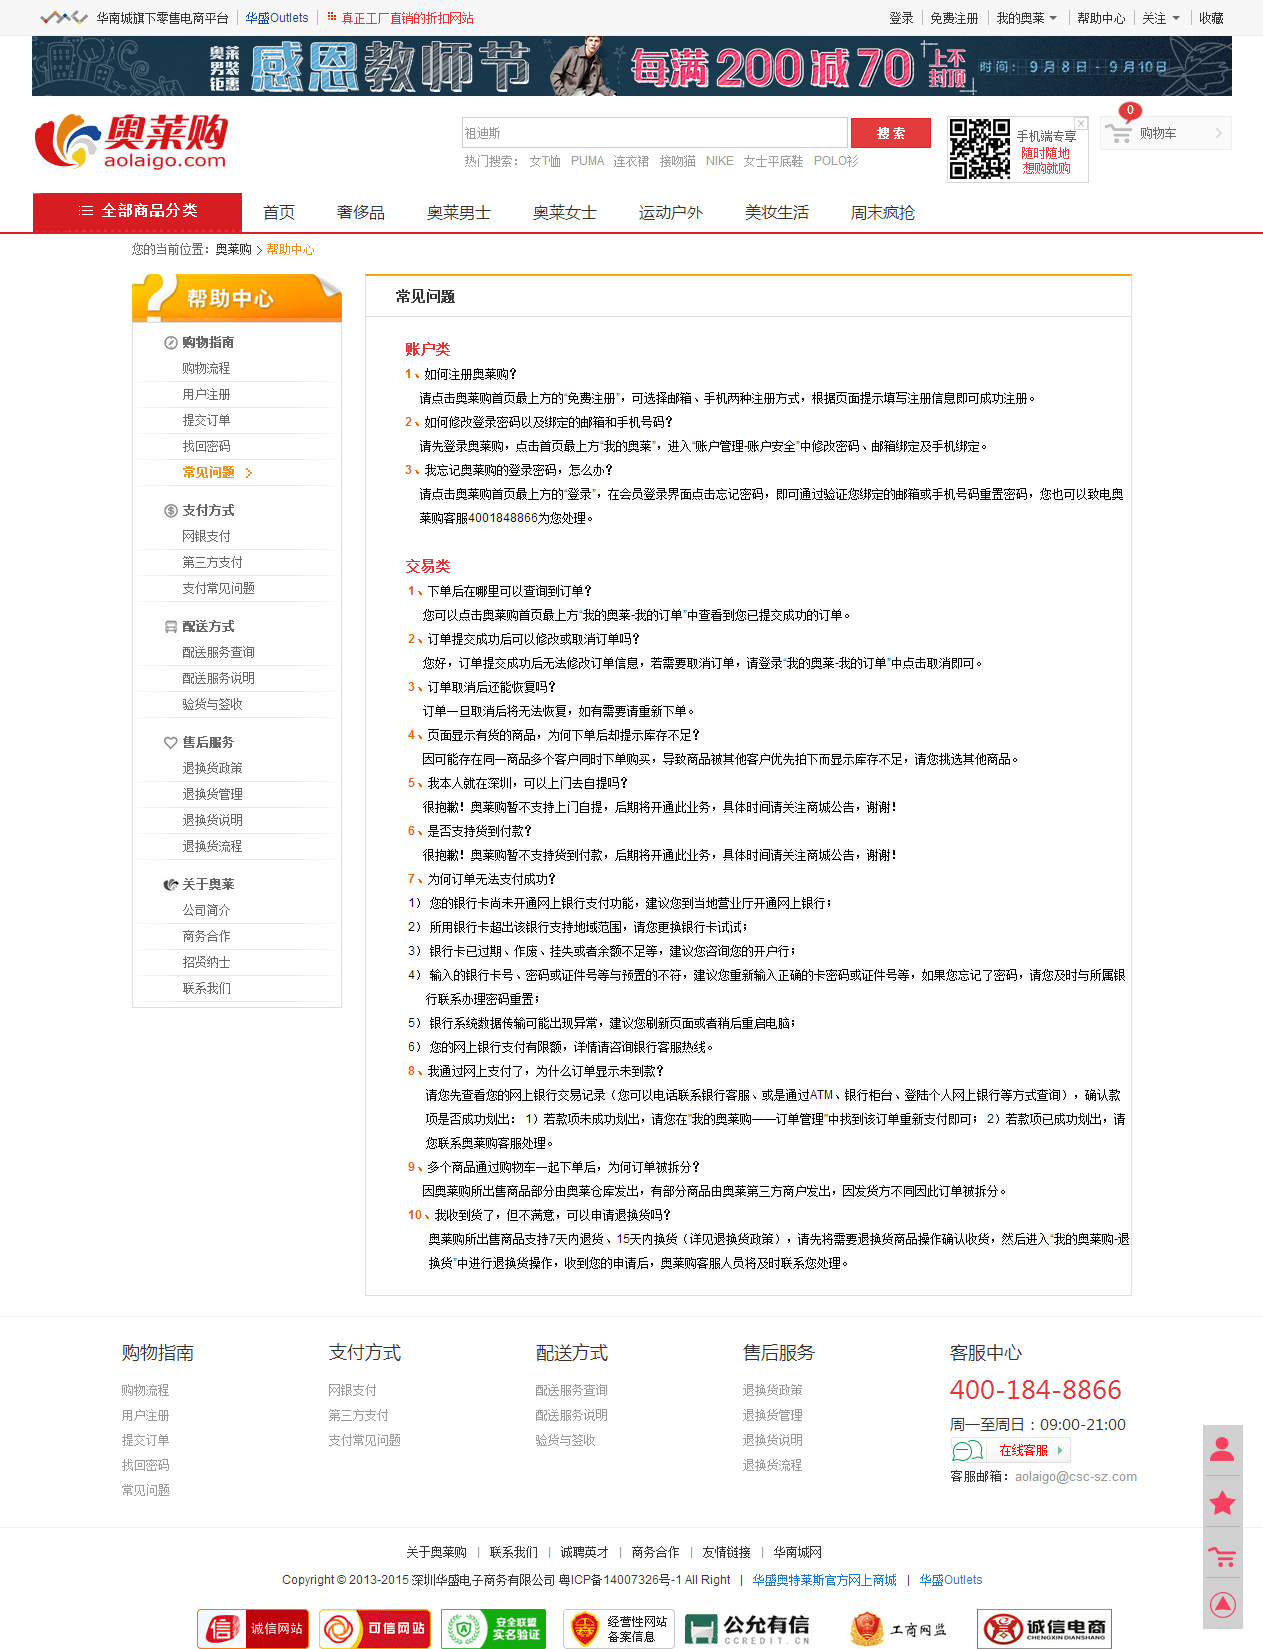 华南城旗下零售电商平台 华盛Outlets 真正工厂直销的折扣网站 登录 免费注册 我的奥莱 帮助中心 关注 收藏
奥莱男装钜惠 感恩教师节 每满200减70 上不封顶 时间:9月8日-9月10日
奥莱购
aolaigo.com
祖迪斯 搜 索
热门搜索: 女T恤 PUMA 连衣裙 接吻猫 NIKE 女士平底鞋 POLO衫
手机端专享
随时随地
想购就购
0
购物车
全部商品分类 首页 奢侈品 奥莱男士 奥莱女士 运动户外 美妆生活 周末疯抢
您的当前位置：奥莱购 > 帮助中心
帮助中心
购物指南
购物流程
用户注册
提交订单
找回密码
常见问题
支付方式
网银支付
第三方支付
支付常见问题
配送方式
配送服务查询
配送服务说明
验货与签收
售后服务
退换货政策
退换货管理
退换货说明
退换货流程
关于奥莱
公司简介
商务合作
招贤纳士
联系我们
常见问题
账户类
1、如何注册奥莱购？
请点击奥莱购首页最上方的“免费注册”，可选择邮箱、手机两种注册方式，根据页面提示填写注册信息即可成功注册。
2、如何修改登录密码以及绑定的邮箱和手机号码？
请先登录奥莱购，点击首页最上方“我的奥莱”，进入“账户管理-账户安全”中修改密码、邮箱绑定及手机绑定。
3、我忘记奥莱购的登录密码，怎么办？
请点击奥莱购首页最上方的“登录”，在会员登录界面点击忘记密码，即可通过验证您绑定的邮箱或手机号码重置密码，您也可以致电奥
莱购客服4001848866为您处理。
交易类
1、下单后在哪里可以查询到订单？
您可以点击奥莱购首页最上方“我的奥莱-我的订单”中查看到您已提交成功的订单。
2、订单提交成功后可以修改或取消订单吗？
您好，订单提交成功后无法修改订单信息，若需要取消订单，请登录“我的奥莱-我的订单”中点击取消即可。
3、订单取消后还能恢复吗？
订单一旦取消后将无法恢复，如有需要请重新下单。
4、页面显示有货的商品，为何下单后却提示库存不足？
因可能存在同一商品多个客户同时下单购买，导致商品被其他客户优先拍下而显示库存不足，请您挑选其他商品。
5、我本人就在深圳，可以上门去自提吗？
很抱歉！奥莱购暂不支持上门自提，后期将开通此业务，具体时间请关注商城公告，谢谢！
6、是否支持货到付款？
很抱歉！奥莱购暂不支持货到付款，后期将开通此业务，具体时间请关注商城公告，谢谢！
7、为何订单无法支付成功？
1） 您的银行卡尚未开通网上银行支付功能，建议您到当地营业厅开通网上银行；
2） 所用银行卡超出该银行支持地域范围，请您更换银行卡试试；
3） 银行卡已过期、作废、挂失或者余额不足等，建议您咨询您的开户行；
4） 输入的银行卡号、密码或证件号等与预置的不符，建议您重新输入正确的卡密码或证件号等，如果您忘记了密码，请您及时与所属银
行联系办理密码重置；
5） 银行系统数据传输可能出现异常，建议您刷新页面或者稍后重启电脑；
6） 您的网上银行支付有限额，详情请咨询银行客服热线。
8、我通过网上支付了，为什么订单显示未到款？
请您先查看您的网上银行交易记录（您可以电话联系银行客服、或是通过ATM、银行柜台、登陆个人网上银行等方式查询），确认款
项是否成功划出： 1）若款项未成功划出，请您在“我的奥莱购——订单管理”中找到该订单重新支付即可； 2）若款项已成功划出，请
您联系奥莱购客服处理。
9、多个商品通过购物车一起下单后，为何订单被拆分？
因奥莱购所出售商品部分由奥莱仓库发出，有部分商品由奥莱第三方商户发出，因发货方不同因此订单被拆分。
10、我收到货了，但不满意，可以申请退换货吗？
奥莱购所出售商品支持7天内退货、15天内换货（详见退换货政策），请先将需要退换货商品操作确认收货，然后进入“我的奥莱购-退
换货”中进行退换货操作，收到您的申请后，奥莱购客服人员将及时联系您处理。
购物指南 支付方式 配送方式 售后服务 客服中心
购物流程 网银支付 配送服务查询 退换货政策 400-184-8866
用户注册 第三方支付 配送服务说明 退换货管理 周一至周日：09:00-21:00
提交订单 支付常见问题 验货与签收 退换货说明 在线客服
找回密码 退换货流程 客服邮箱：aolaigo@csc-sz.com
常见问题
关于奥莱购 | 联系我们 | 诚聘英才 | 商务合作 | 友情链接 | 华南城网
Copyright © 2013-2015 深圳华盛电子商务有限公司 粤ICP备14007326号-1 All Right | 华盛奥特莱斯官方网上商城 | 华盛Outlets
信 诚信网站 可信网站 安全联盟 实名验证 经营性网站 备案信息 公允有信 CCREDIT.CN 工商网监 诚信电商 CHENGXIN DIANSHANG